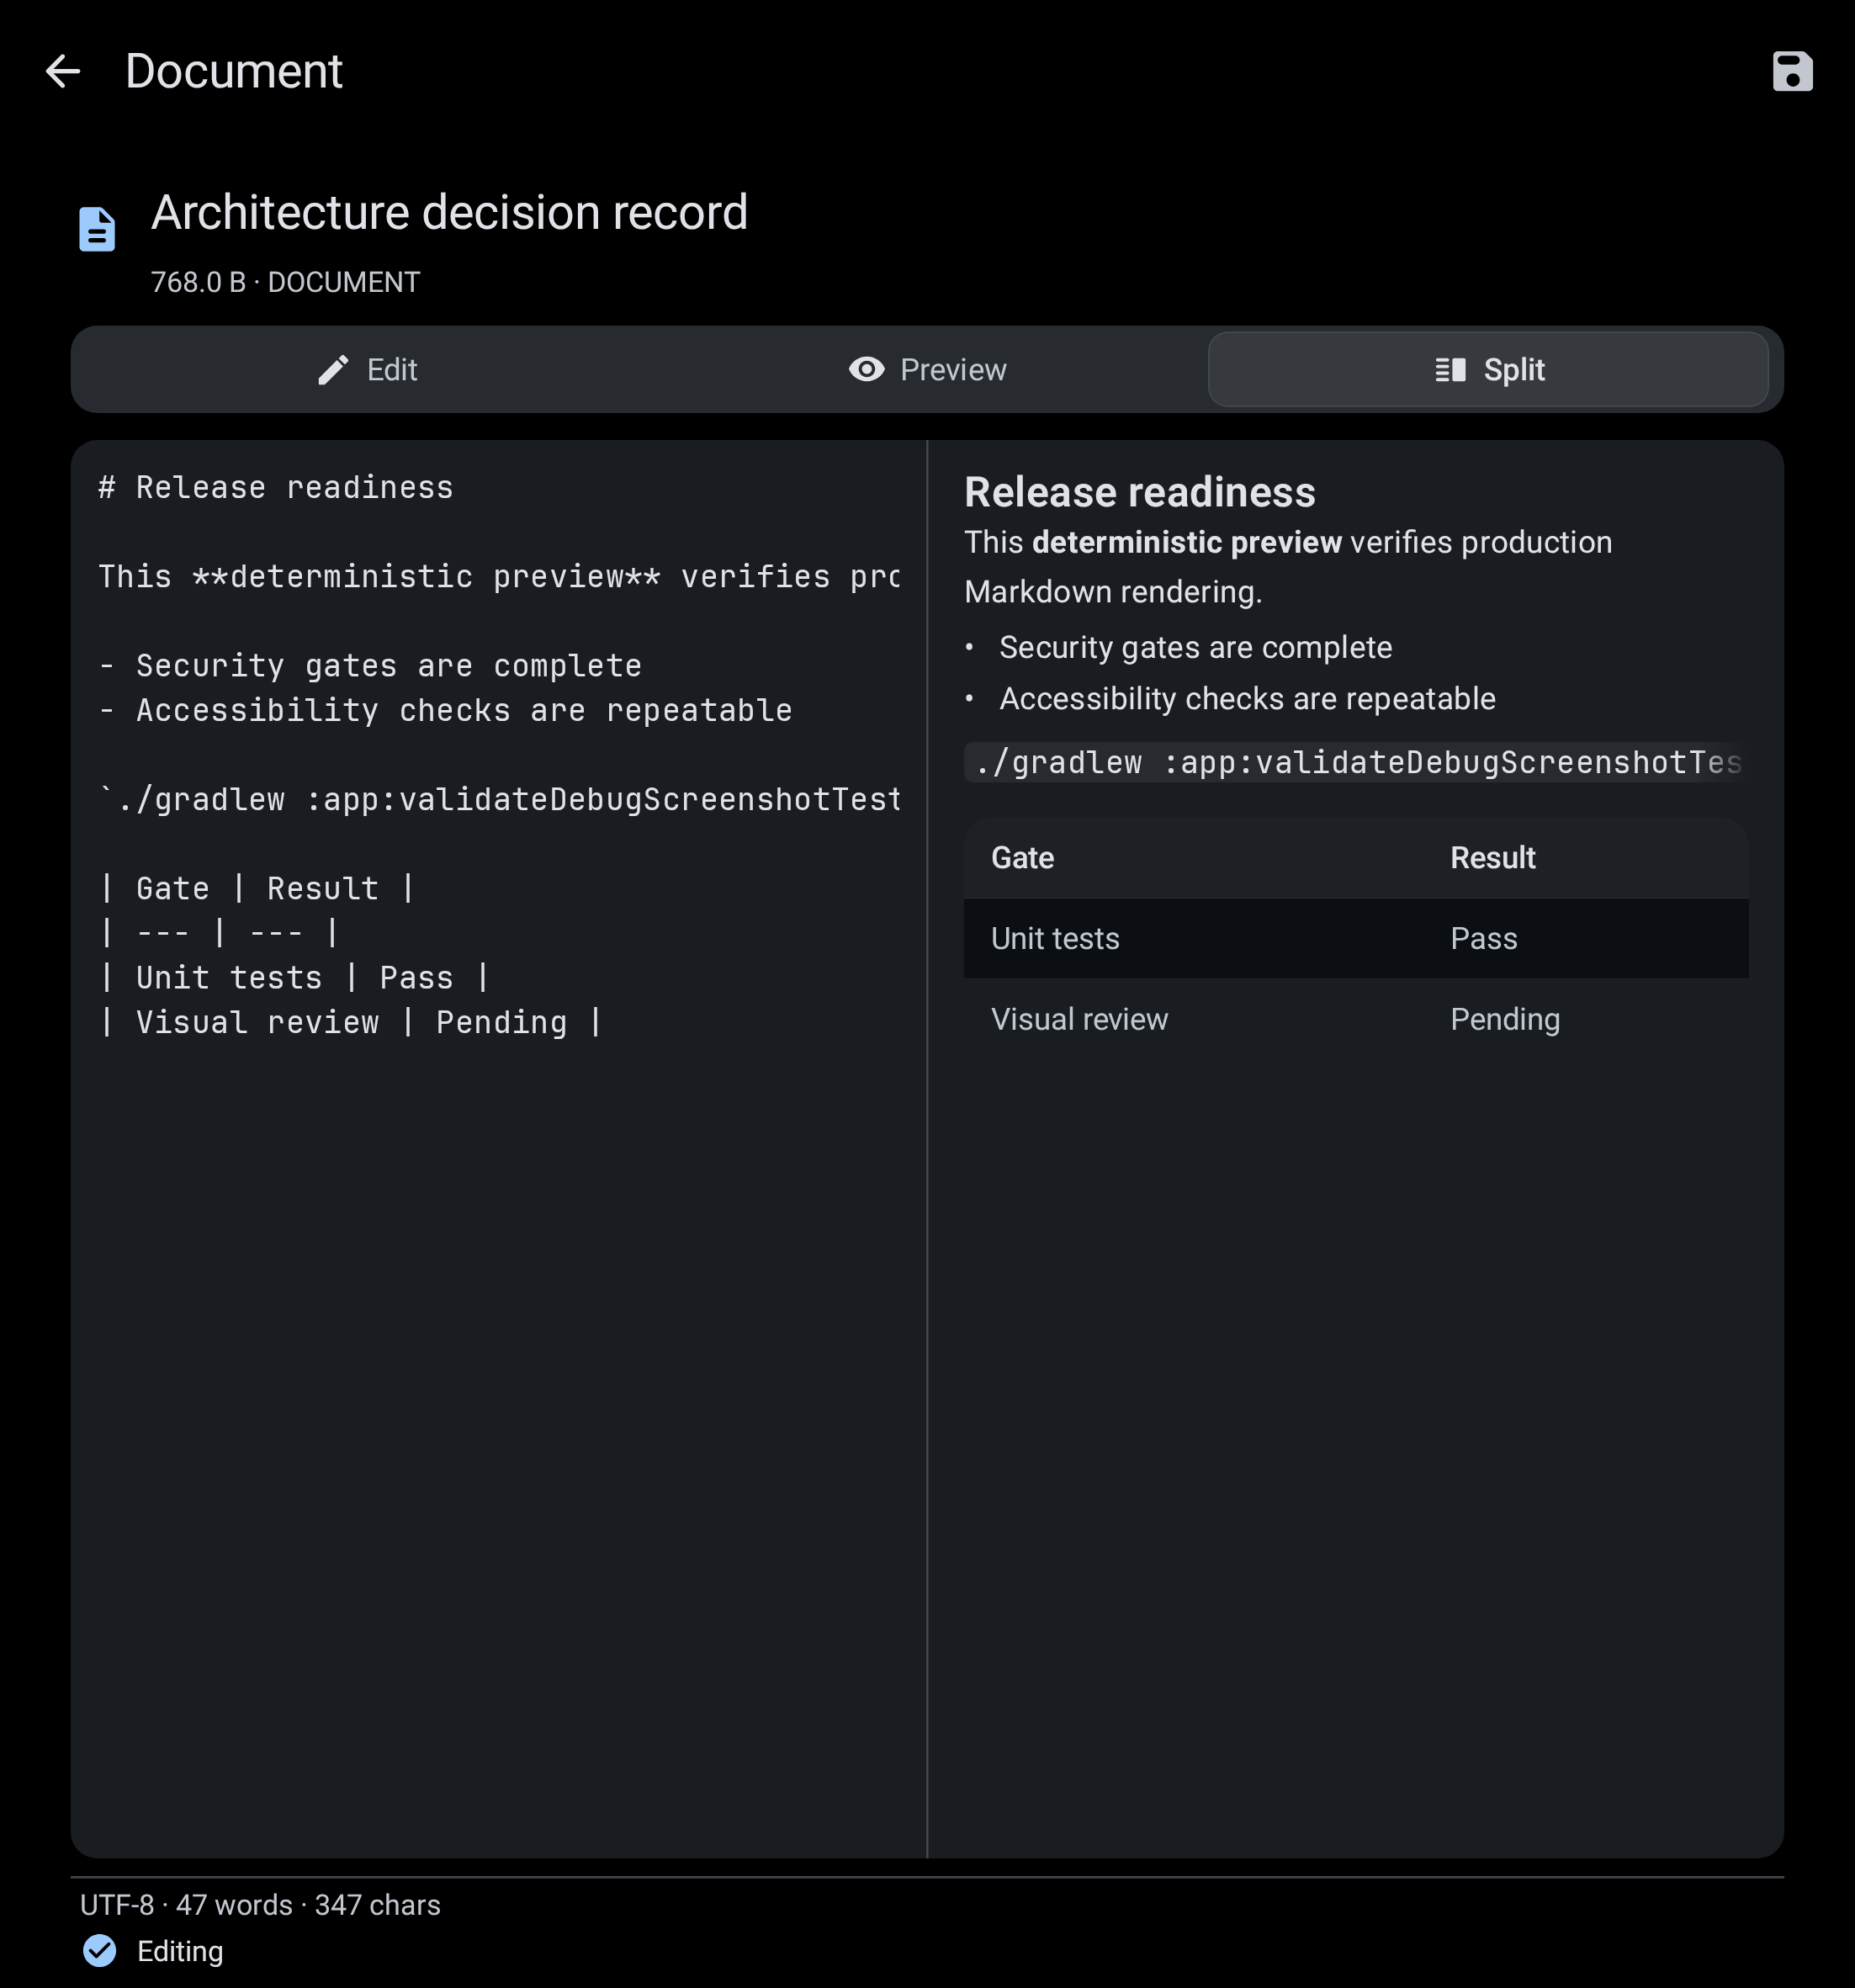 Document
Architecture decision record
768.0 B · DOCUMENT
Edit
Preview
Split
# Release readiness
This **deterministic preview** verifies pro
- Security gates are complete
- Accessibility checks are repeatable
`./gradlew :app:validateDebugScreenshotTest
| Gate | Result |
| --- | --- |
| Unit tests | Pass |
| Visual review | Pending |
Release readiness
This deterministic preview verifies production
Markdown rendering.
• Security gates are complete
• Accessibility checks are repeatable
./gradlew :app:validateDebugScreenshotTes
Gate Result
Unit tests Pass
Visual review Pending
UTF-8 · 47 words · 347 chars
Editing